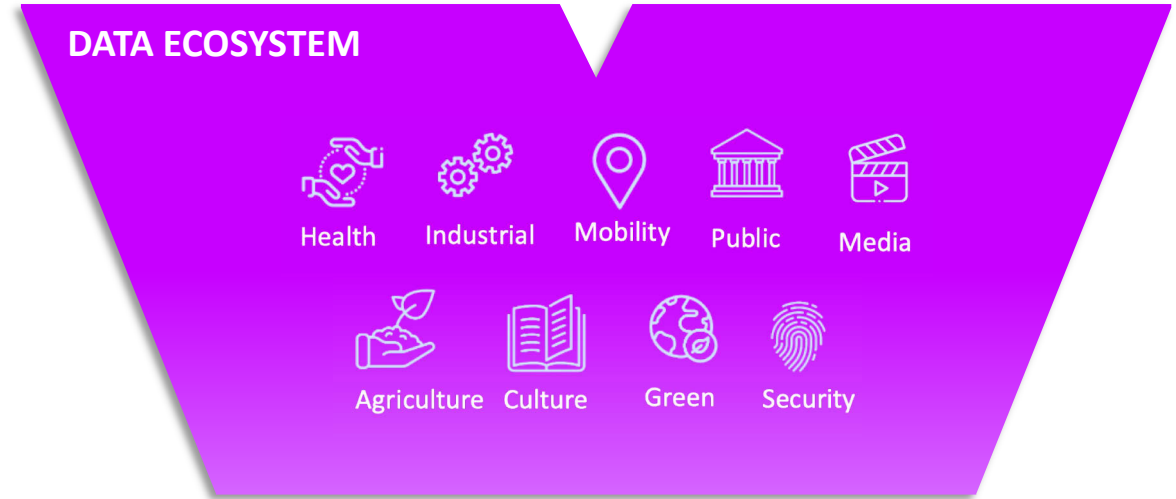 DATA ECOSYSTEM
Health Industrial Mobility Public Media
Agriculture Culture Green Security